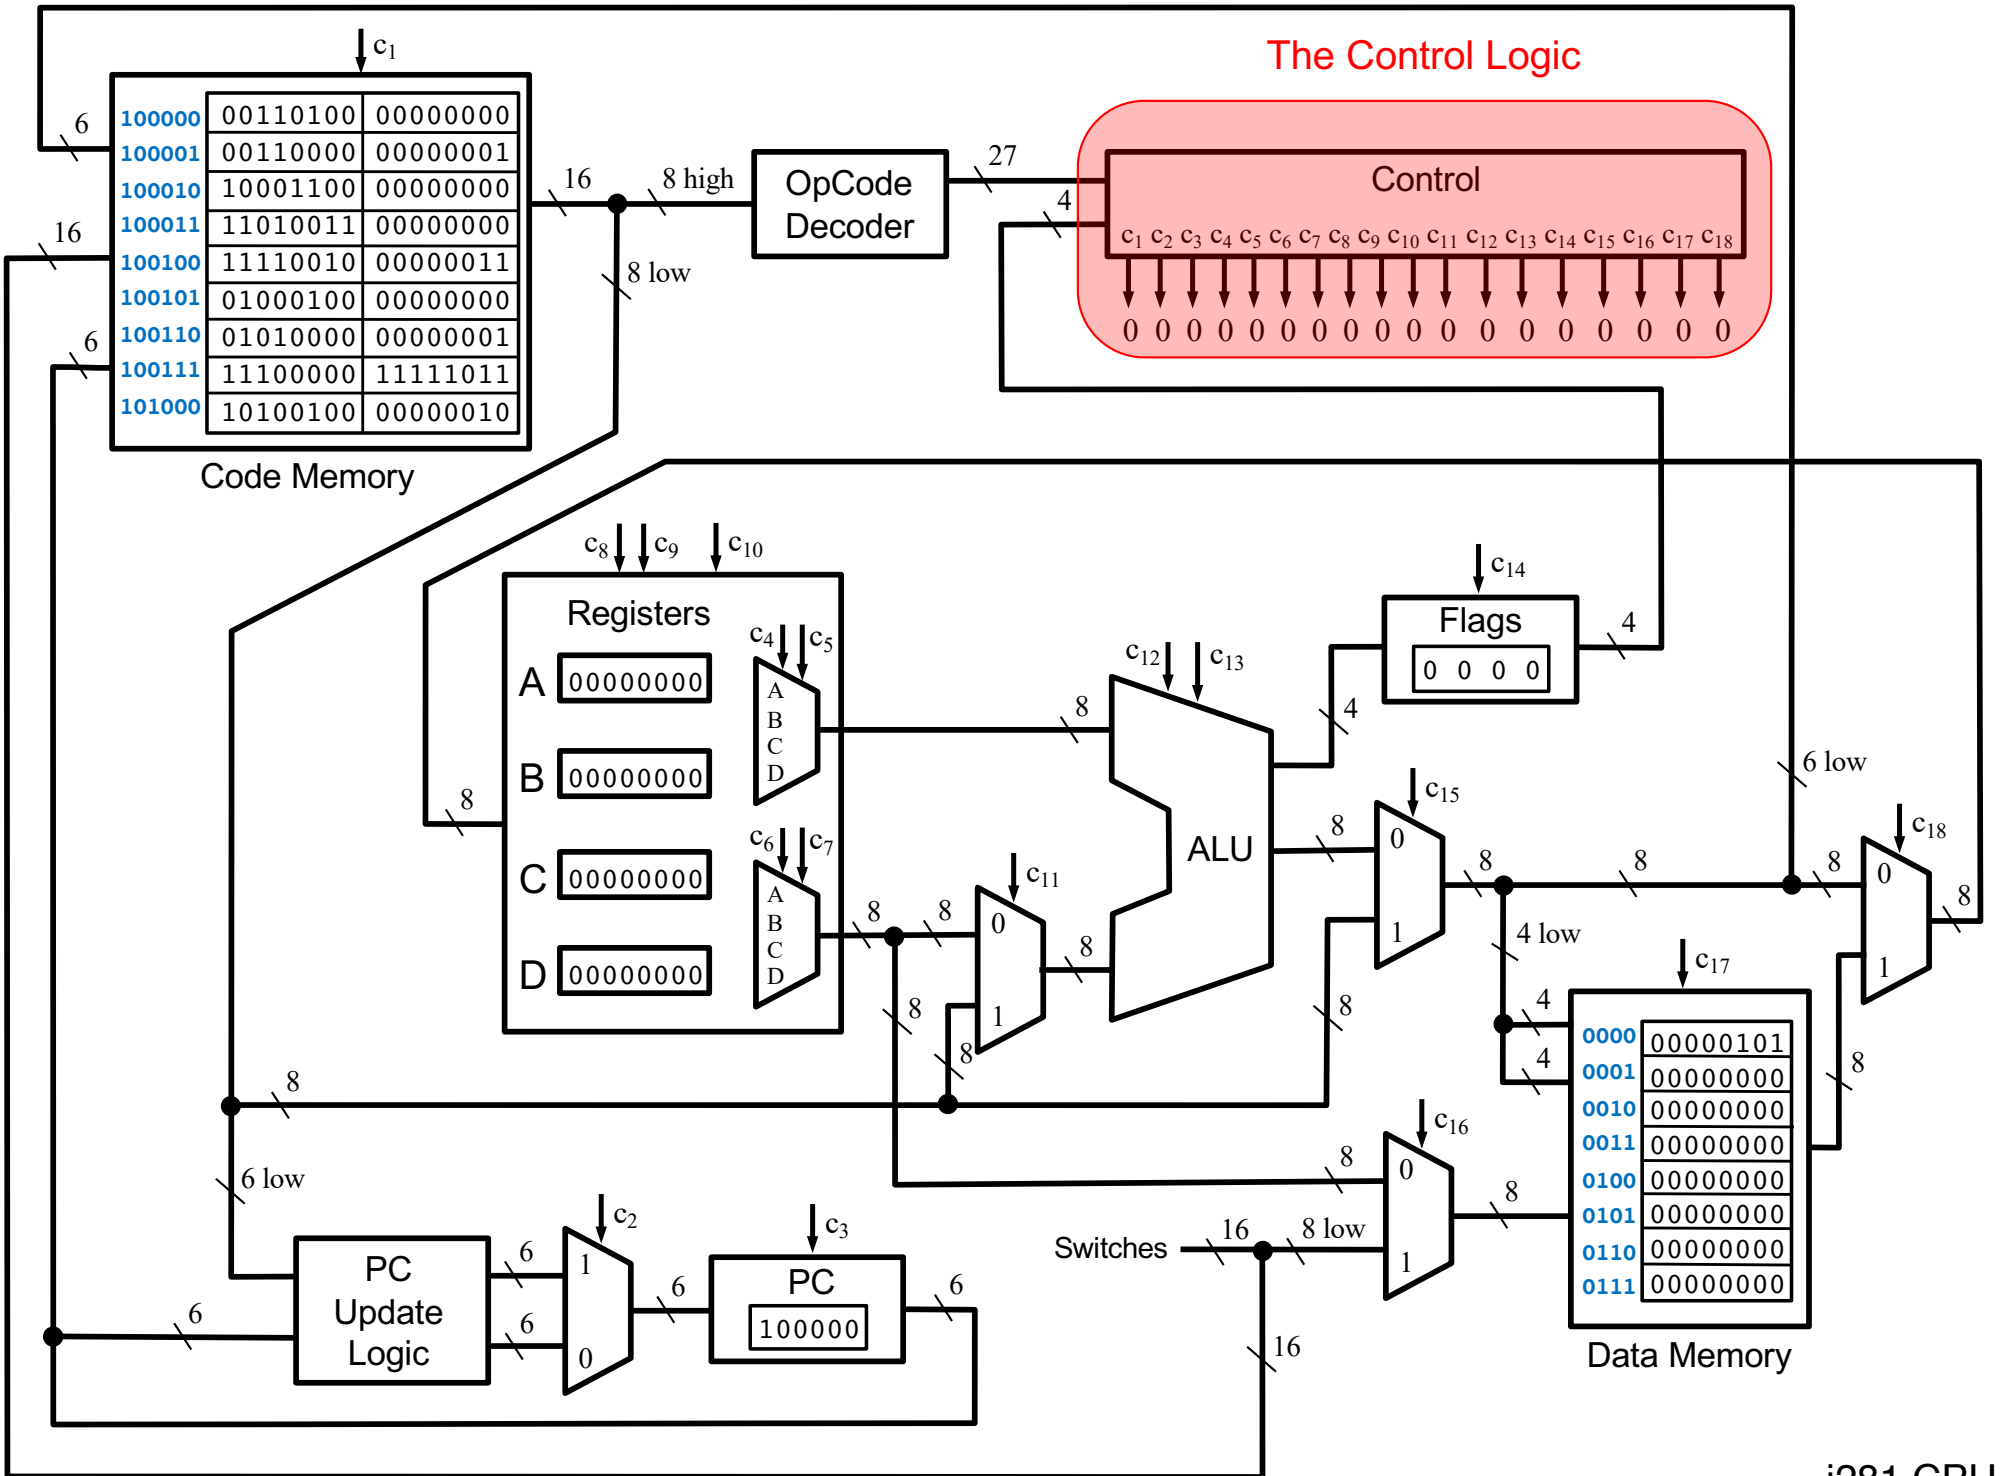 The Control Logic
c1
100000 00110100 00000000
100001 00110000 00000001
100010 10001100 00000000
100011 11010011 00000000
100100 11110010 00000011
100101 01000100 00000000
100110 01010000 00000001
100111 11100000 11111011
101000 10100100 00000010
Code Memory
6
16
6
16
8 high
8 low
OpCode
Decoder
27
4
Control
c1 c2 c3 c4 c5 c6 c7 c8 c9 c10 c11 c12 c13 c14 c15 c16 c17 c18
0 0 0 0 0 0 0 0 0 0 0 0 0 0 0 0 0 0
c8 c9 c10
Registers
A 00000000
B 00000000
C 00000000
D 00000000
8
c4 c5
A
B
C
D
c6 c7
A
B
C
D
8
8
8
8
c11
0
1
8
8
c12 c13
ALU
4
c14
Flags
0 0 0 0
4
8
c15
0
1
8
8
8
6 low
8
4 low
4
4
c18
0
1
8
c17
0000 00000101
0001 00000000
0010 00000000
0011 00000000
0100 00000000
0101 00000000
0110 00000000
0111 00000000
Data Memory
8
8
6 low
PC
Update
Logic
6
6
6
c2
1
0
6
c3
PC
100000
6
Switches
16
8 low
16
8
c16
0
1
8